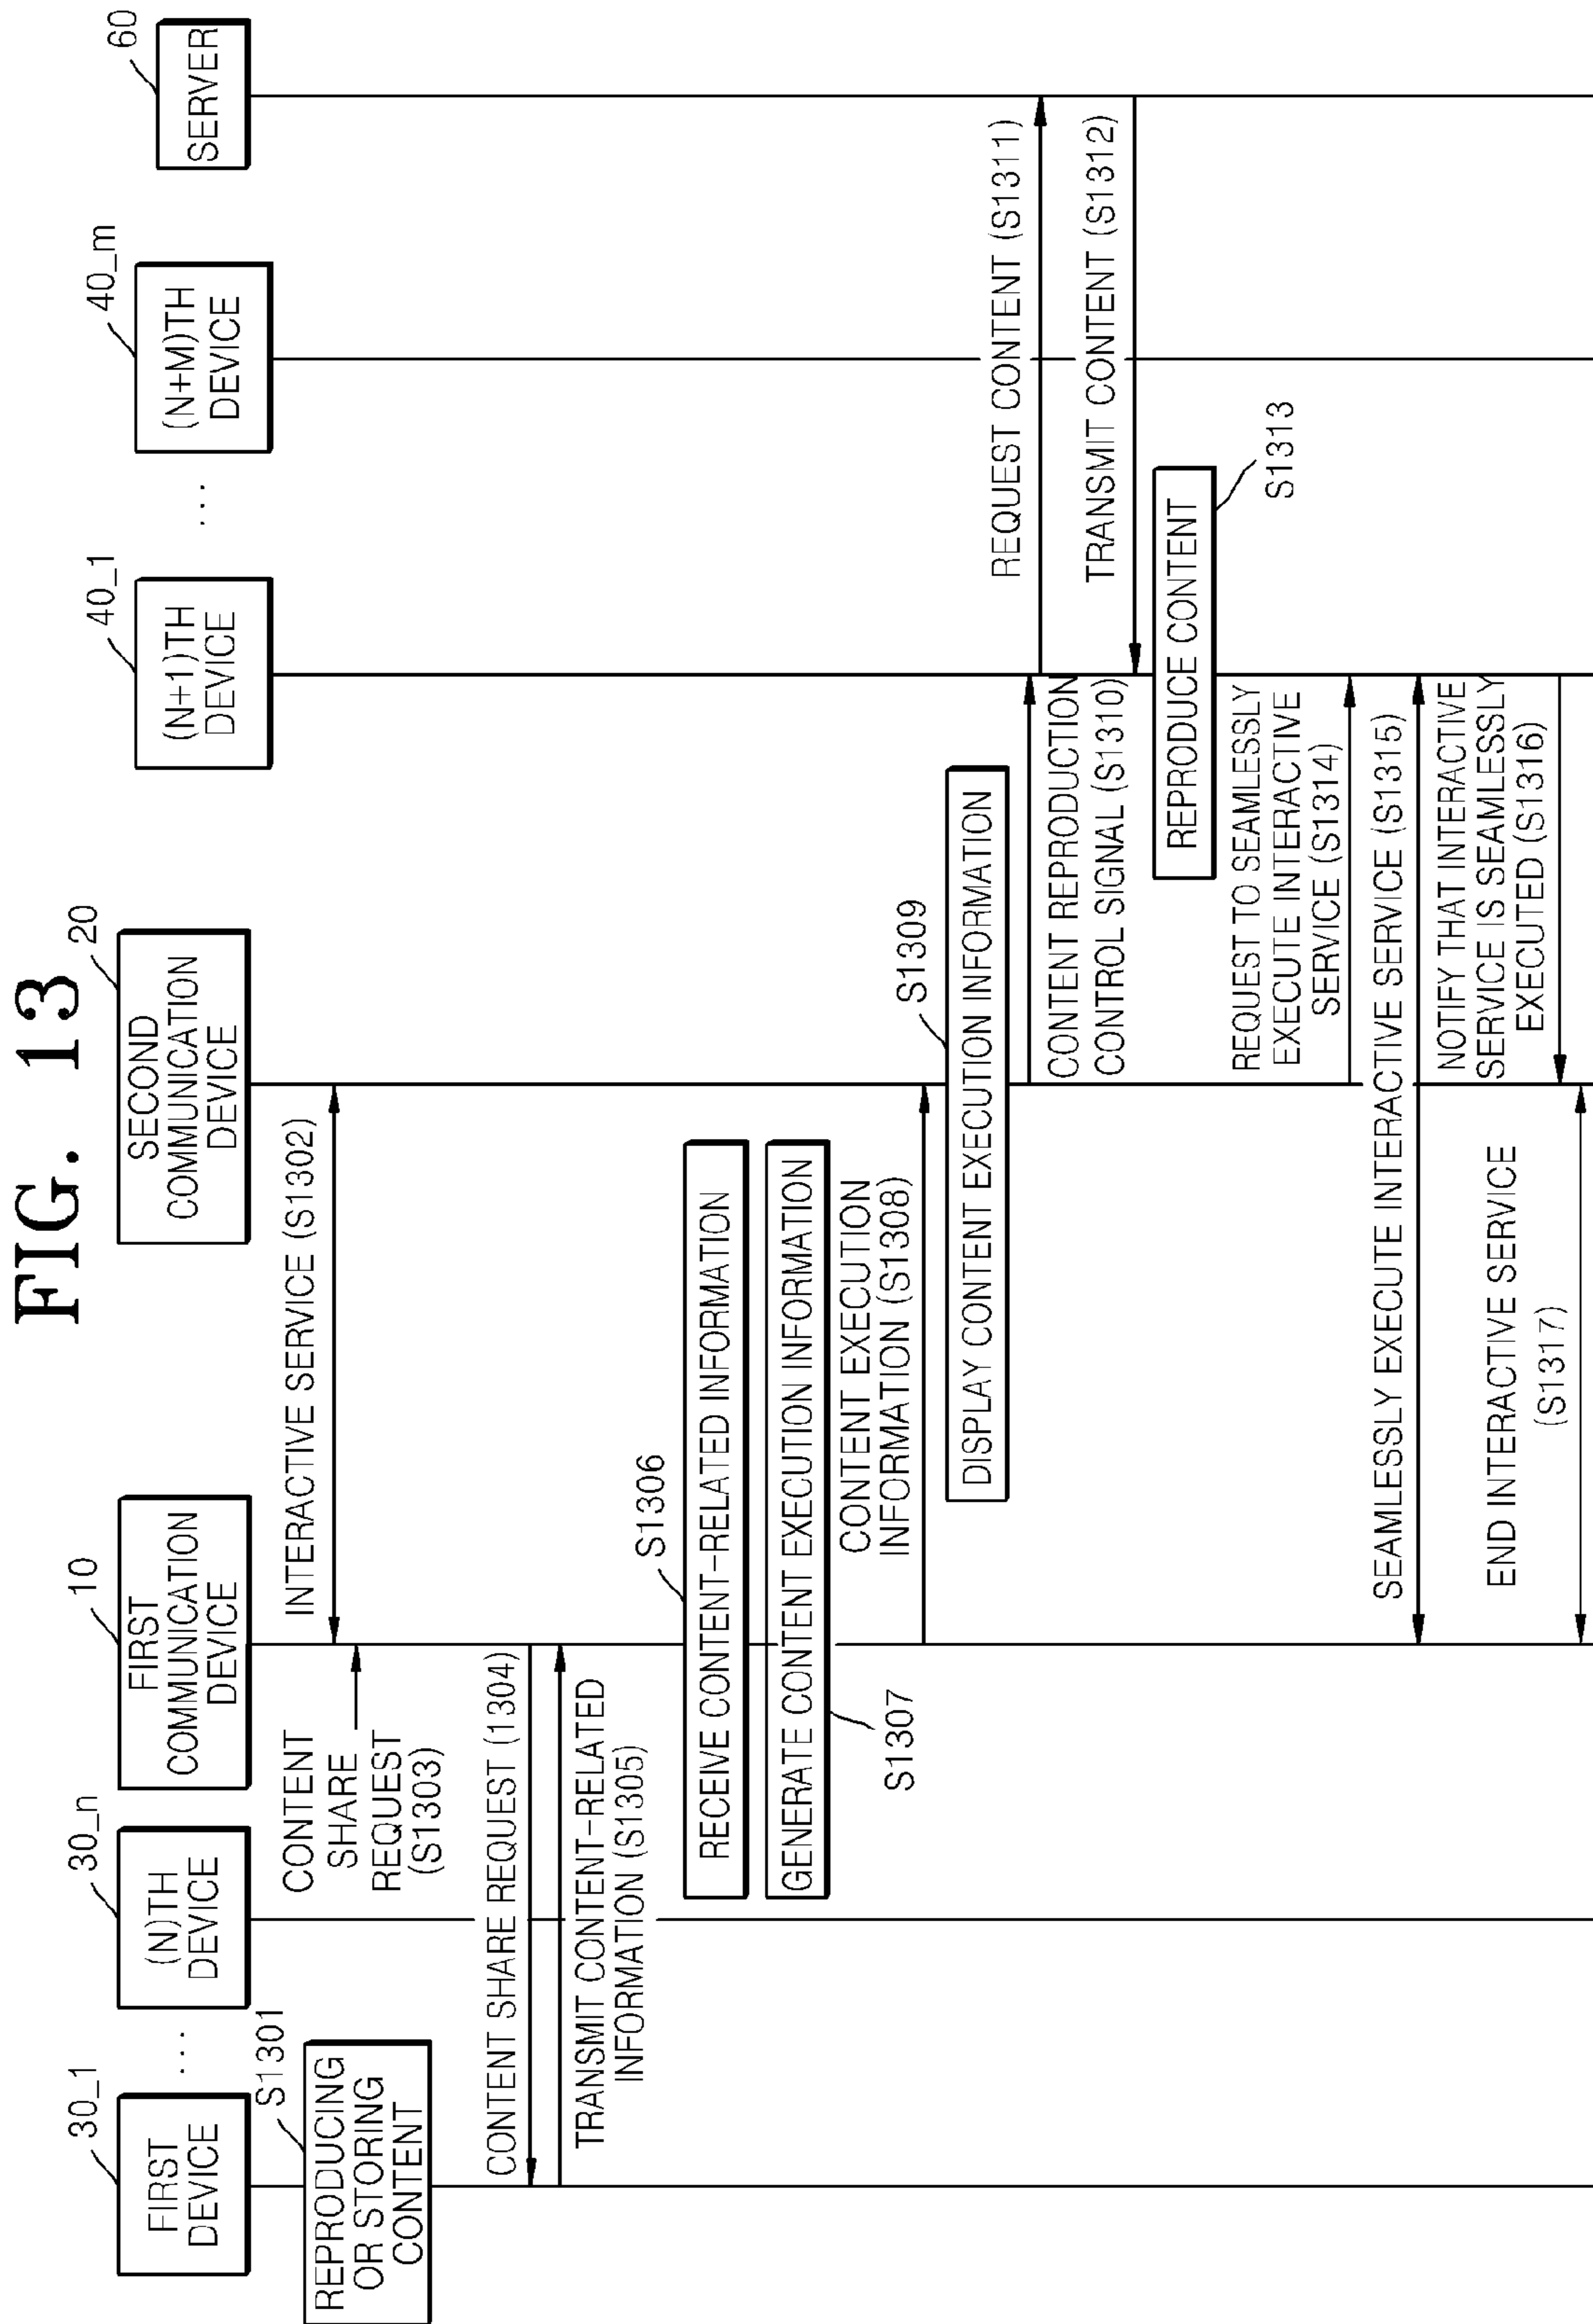 FIG. 13
30_1
FIRST
DEVICE
...
30_n
(N)TH
DEVICE
10
FIRST
COMMUNICATION
DEVICE
20
SECOND
COMMUNICATION
DEVICE
40_1
(N+1)TH
DEVICE
...
40_m
(N+M)TH
DEVICE
60
SERVER
S1301
REPRODUCING
OR STORING
CONTENT
INTERACTIVE SERVICE (S1302)
CONTENT
SHARE
REQUEST
(S1303)
CONTENT SHARE REQUEST (1304)
TRANSMIT CONTENT-RELATED
INFORMATION (S1305)
S1306
RECEIVE CONTENT-RELATED INFORMATION
GENERATE CONTENT EXECUTION INFORMATION
S1307
CONTENT EXECUTION
INFORMATION (S1308)
S1309
DISPLAY CONTENT EXECUTION INFORMATION
CONTENT REPRODUCTION
CONTROL SIGNAL (S1310)
REQUEST CONTENT (S1311)
TRANSMIT CONTENT (S1312)
REPRODUCE CONTENT
S1313
REQUEST TO SEAMLESSLY
EXECUTE INTERACTIVE
SERVICE (S1314)
SEAMLESSLY EXECUTE INTERACTIVE SERVICE (S1315)
NOTIFY THAT INTERACTIVE
SERVICE IS SEAMLESSLY
EXECUTED (S1316)
END INTERACTIVE SERVICE
(S1317)